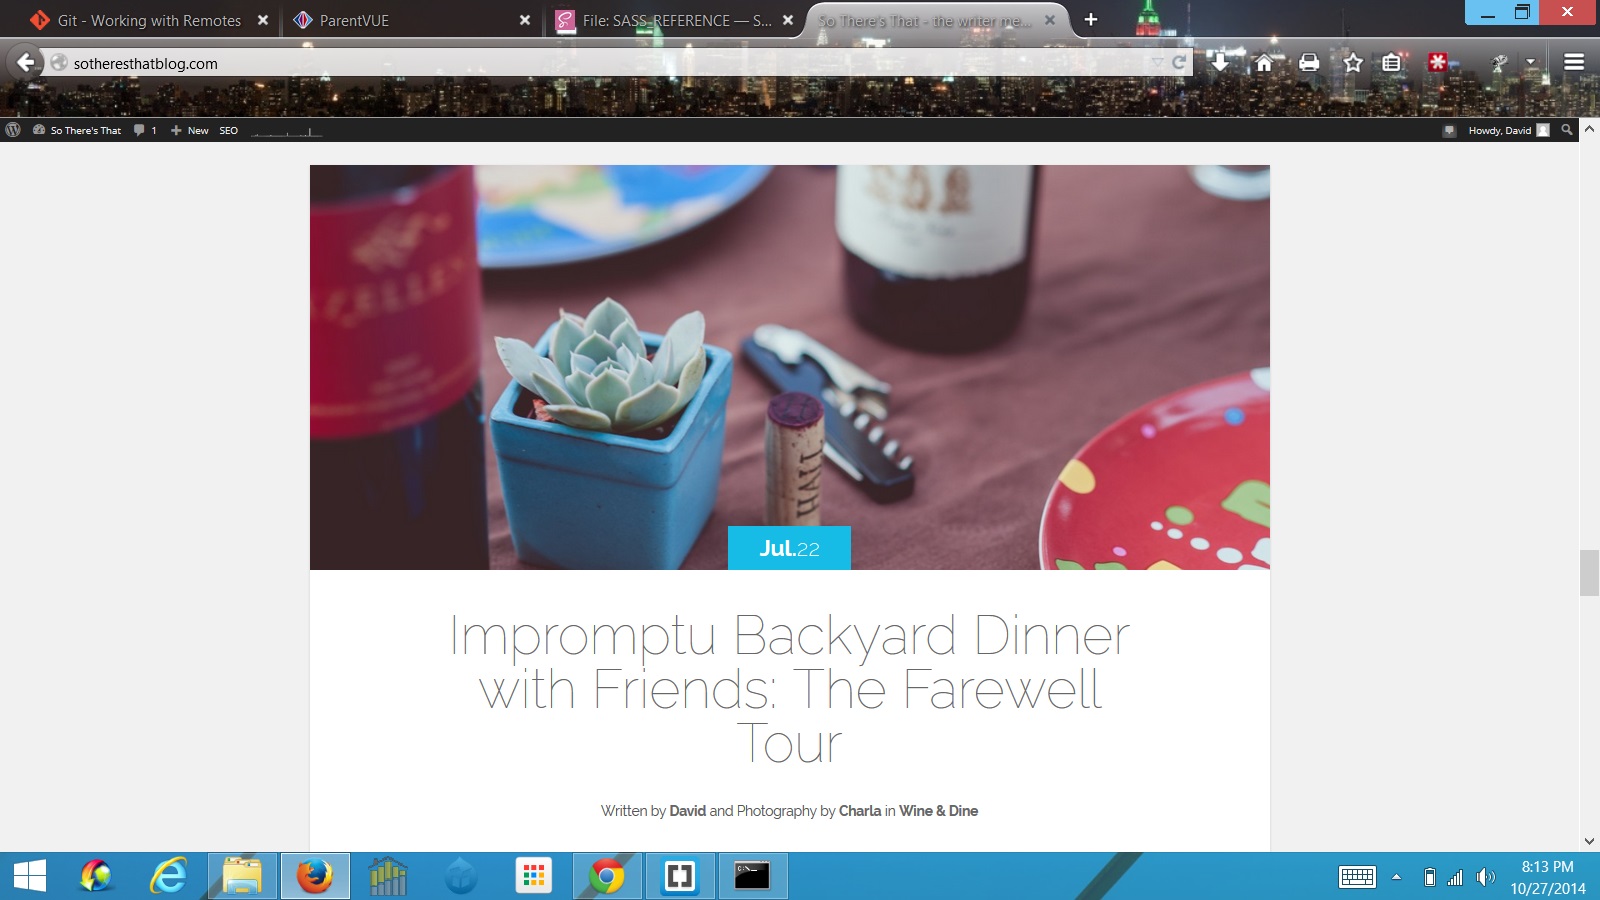 Git - Working with Remotes
ParentVUE
File: SASS_REFERENCE — S...
So There's That - the writer me...
sotheresthatblog.com
So There's That
1
New
SEO
Howdy, David
Jul.22
Impromptu Backyard Dinner
with Friends: The Farewell
Tour
Written by David and Photography by Charla in Wine & Dine
8:13 PM
10/27/2014